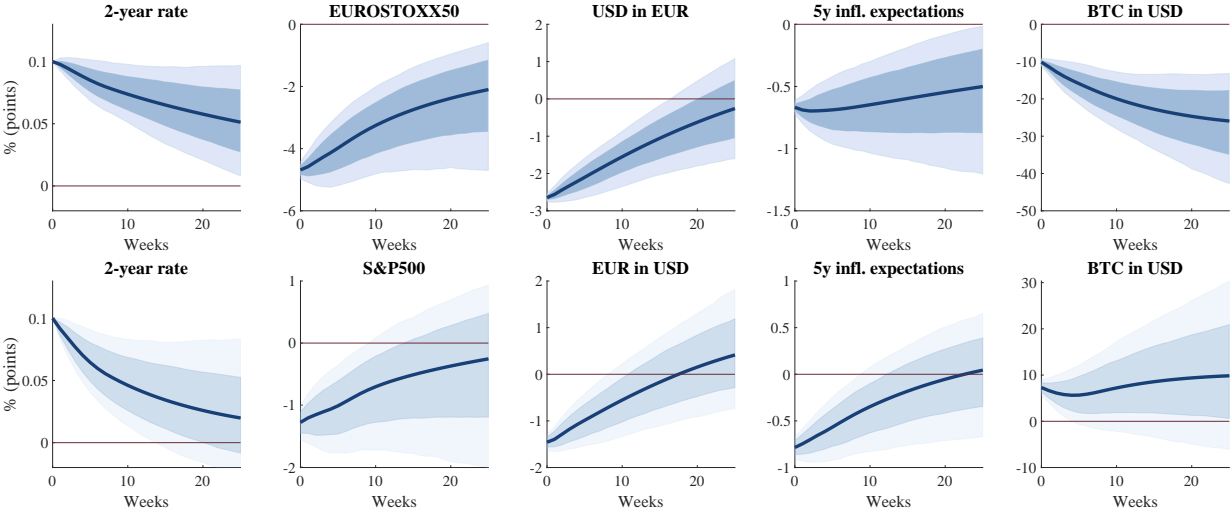 2-year rate
EUROSTOXX50
USD in EUR
5y infl. expectations
BTC in USD
% (points)
0.1
0.05
0
0
-2
-4
-6
2
1
0
-1
-2
-3
0
-0.5
-1
-1.5
0
-10
-20
-30
-40
-50
0 10 20
0 10 20
0 10 20
0 10 20
0 10 20
Weeks
Weeks
Weeks
Weeks
Weeks
2-year rate
S&P500
EUR in USD
5y infl. expectations
BTC in USD
% (points)
0.1
0.05
0
1
0
-1
-2
2
1
0
-1
-2
1
0.5
0
-0.5
-1
30
20
10
0
-10
0 10 20
0 10 20
0 10 20
0 10 20
0 10 20
Weeks
Weeks
Weeks
Weeks
Weeks